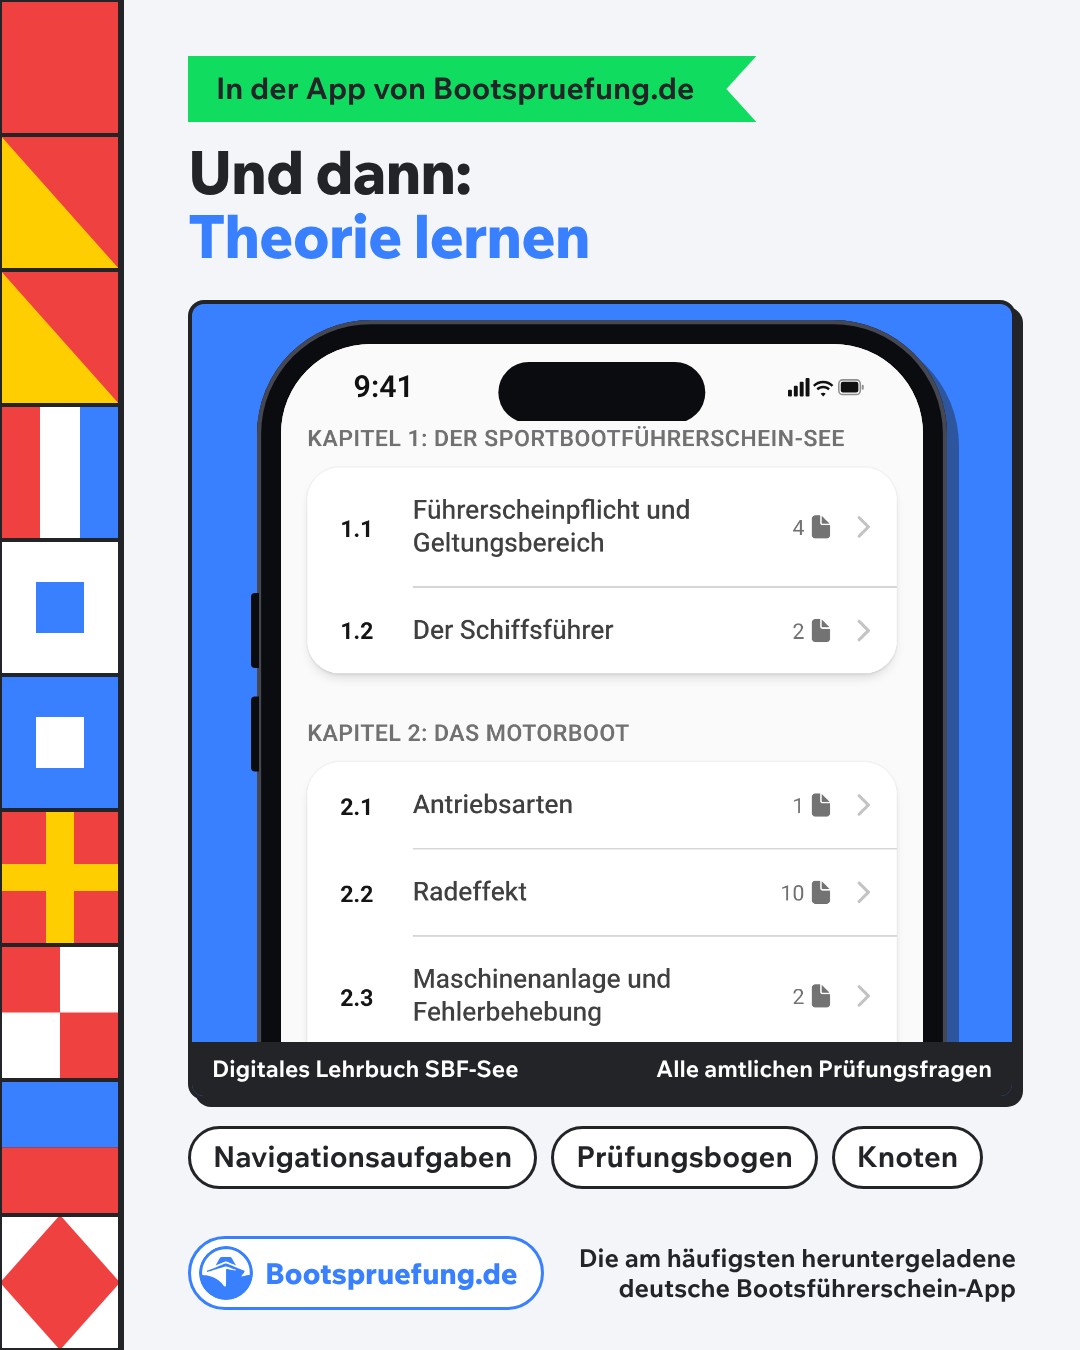 In der App von Bootspruefung.de
Und dann:
Theorie lernen
9:41
KAPITEL 1: DER SPORTBOOTFÜHRERSCHEIN-SEE
1.1 Führerscheinpflicht und
Geltungsbereich 4
1.2 Der Schiffsführer 2
KAPITEL 2: DAS MOTORBOOT
2.1 Antriebsarten 1
2.2 Radeffekt 10
2.3 Maschinenanlage und
Fehlerbehebung 2
Digitales Lehrbuch SBF-See Alle amtlichen Prüfungsfragen
Navigationsaufgaben Prüfungsbogen Knoten
Bootspruefung.de
Die am häufigsten heruntergeladene
deutsche Bootsführerschein-App